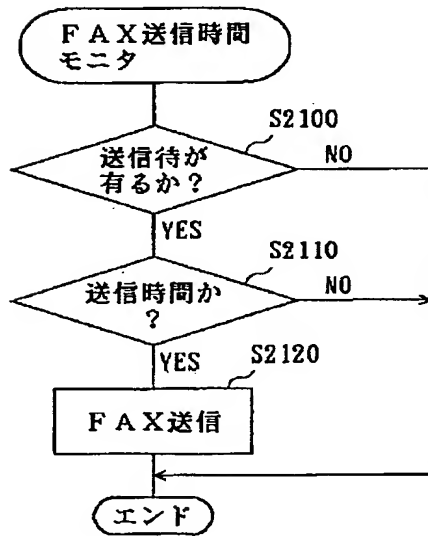 FAX送信時間
モニタ
S2100
送信待が
有るか?
NO
YES
S2110
送信時間か
?
NO
YES
S2120
FAX送信
エンド